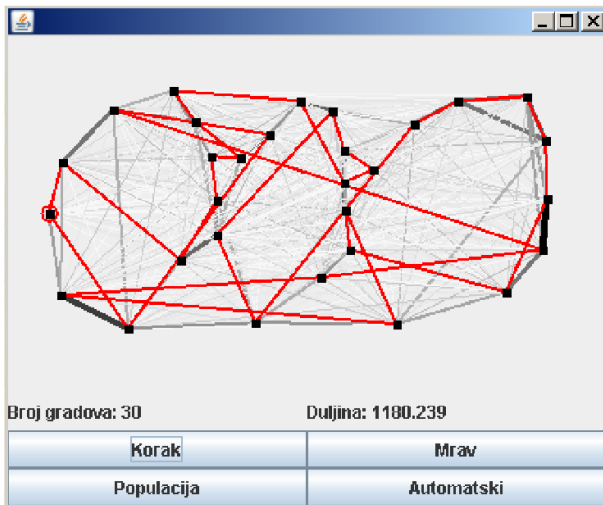 Broj gradova: 30
Duljina: 1180.239
Korak
Mrav
Populacija
Automatski